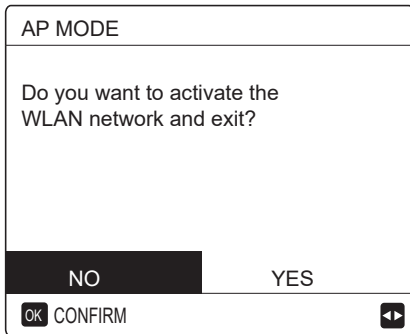 AP MODE
Do you want to activate the
WLAN network and exit?
NO YES
OK CONFIRM